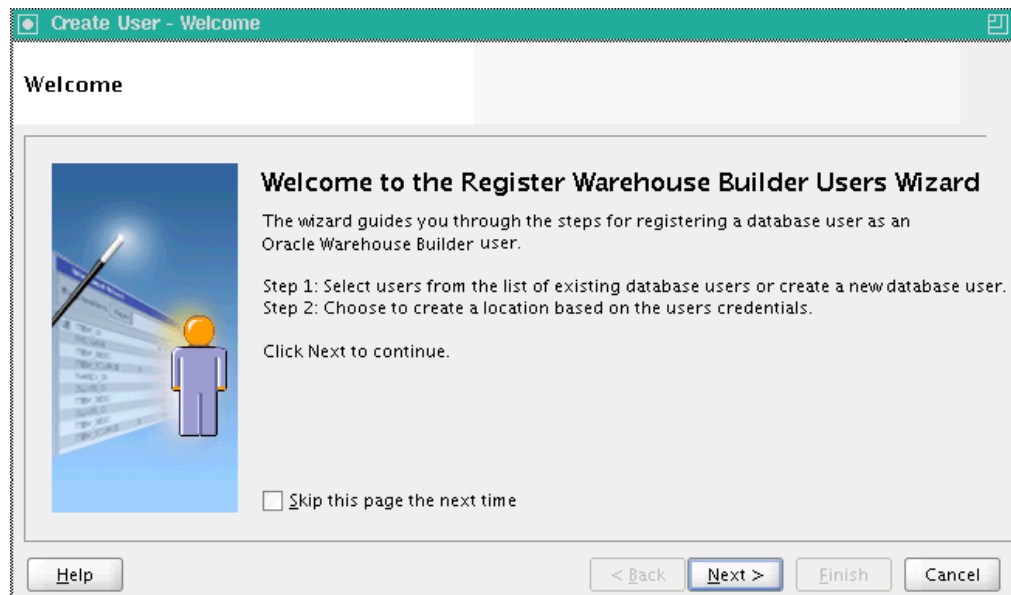 Create User - Welcome
Welcome
Welcome to the Register Warehouse Builder Users Wizard
The wizard guides you through the steps for registering a database user as an
Oracle Warehouse Builder user.
Step 1: Select users from the list of existing database users or create a new database user.
Step 2: Choose to create a location based on the users credentials.
Click Next to continue.
Skip this page the next time
Help
< Back
Next >
Finish
Cancel